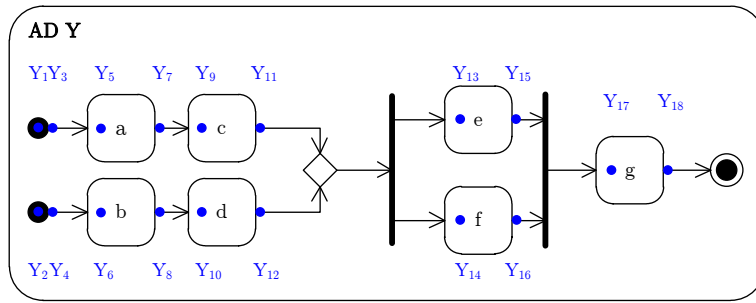 AD Y
Y₁Y₃ Y₅ Y₇ Y₉ Y₁₁ Y₁₃ Y₁₅
Y₁₇ Y₁₈
a c e
b d f g
Y₂Y₄ Y₆ Y₈ Y₁₀ Y₁₂ Y₁₄ Y₁₆